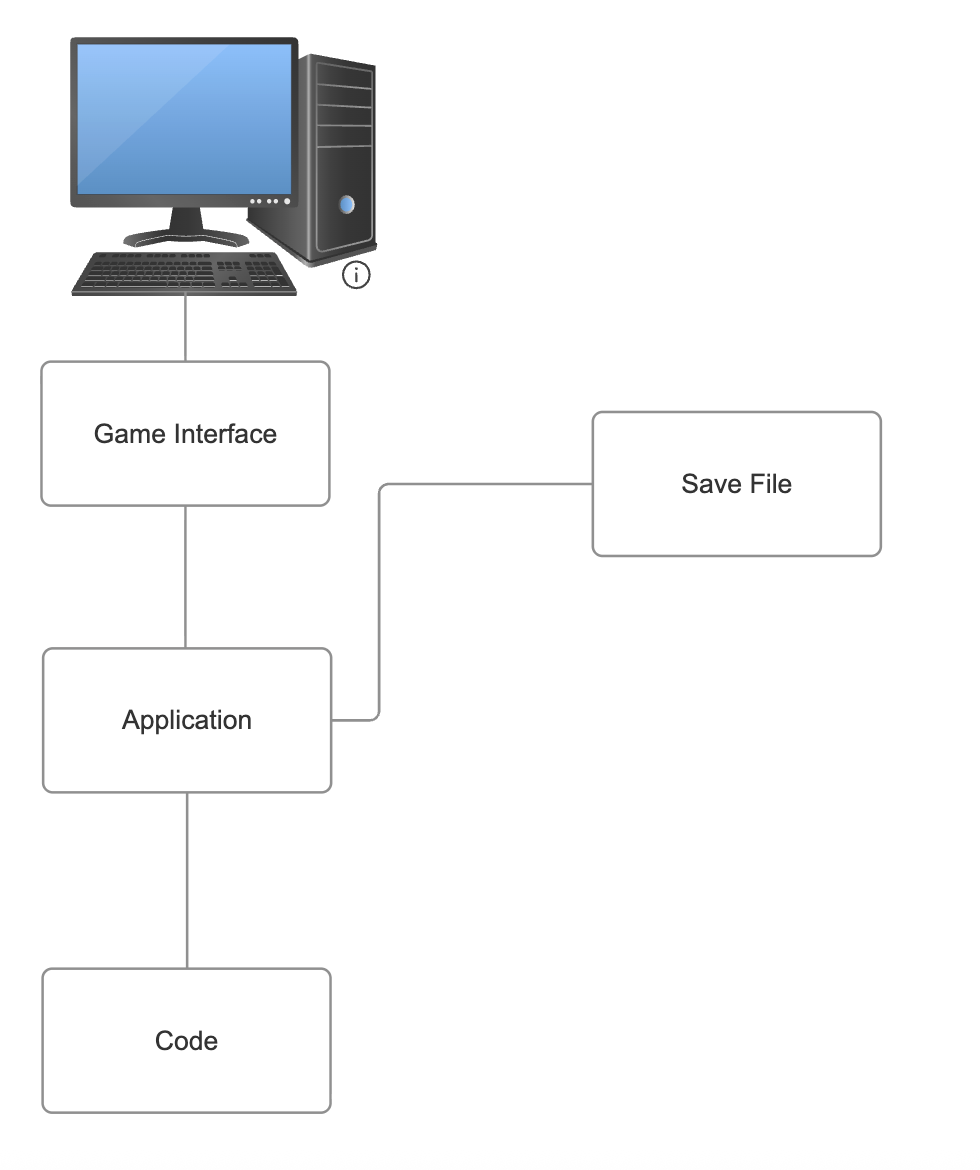 Game Interface
Save File
Application
Code